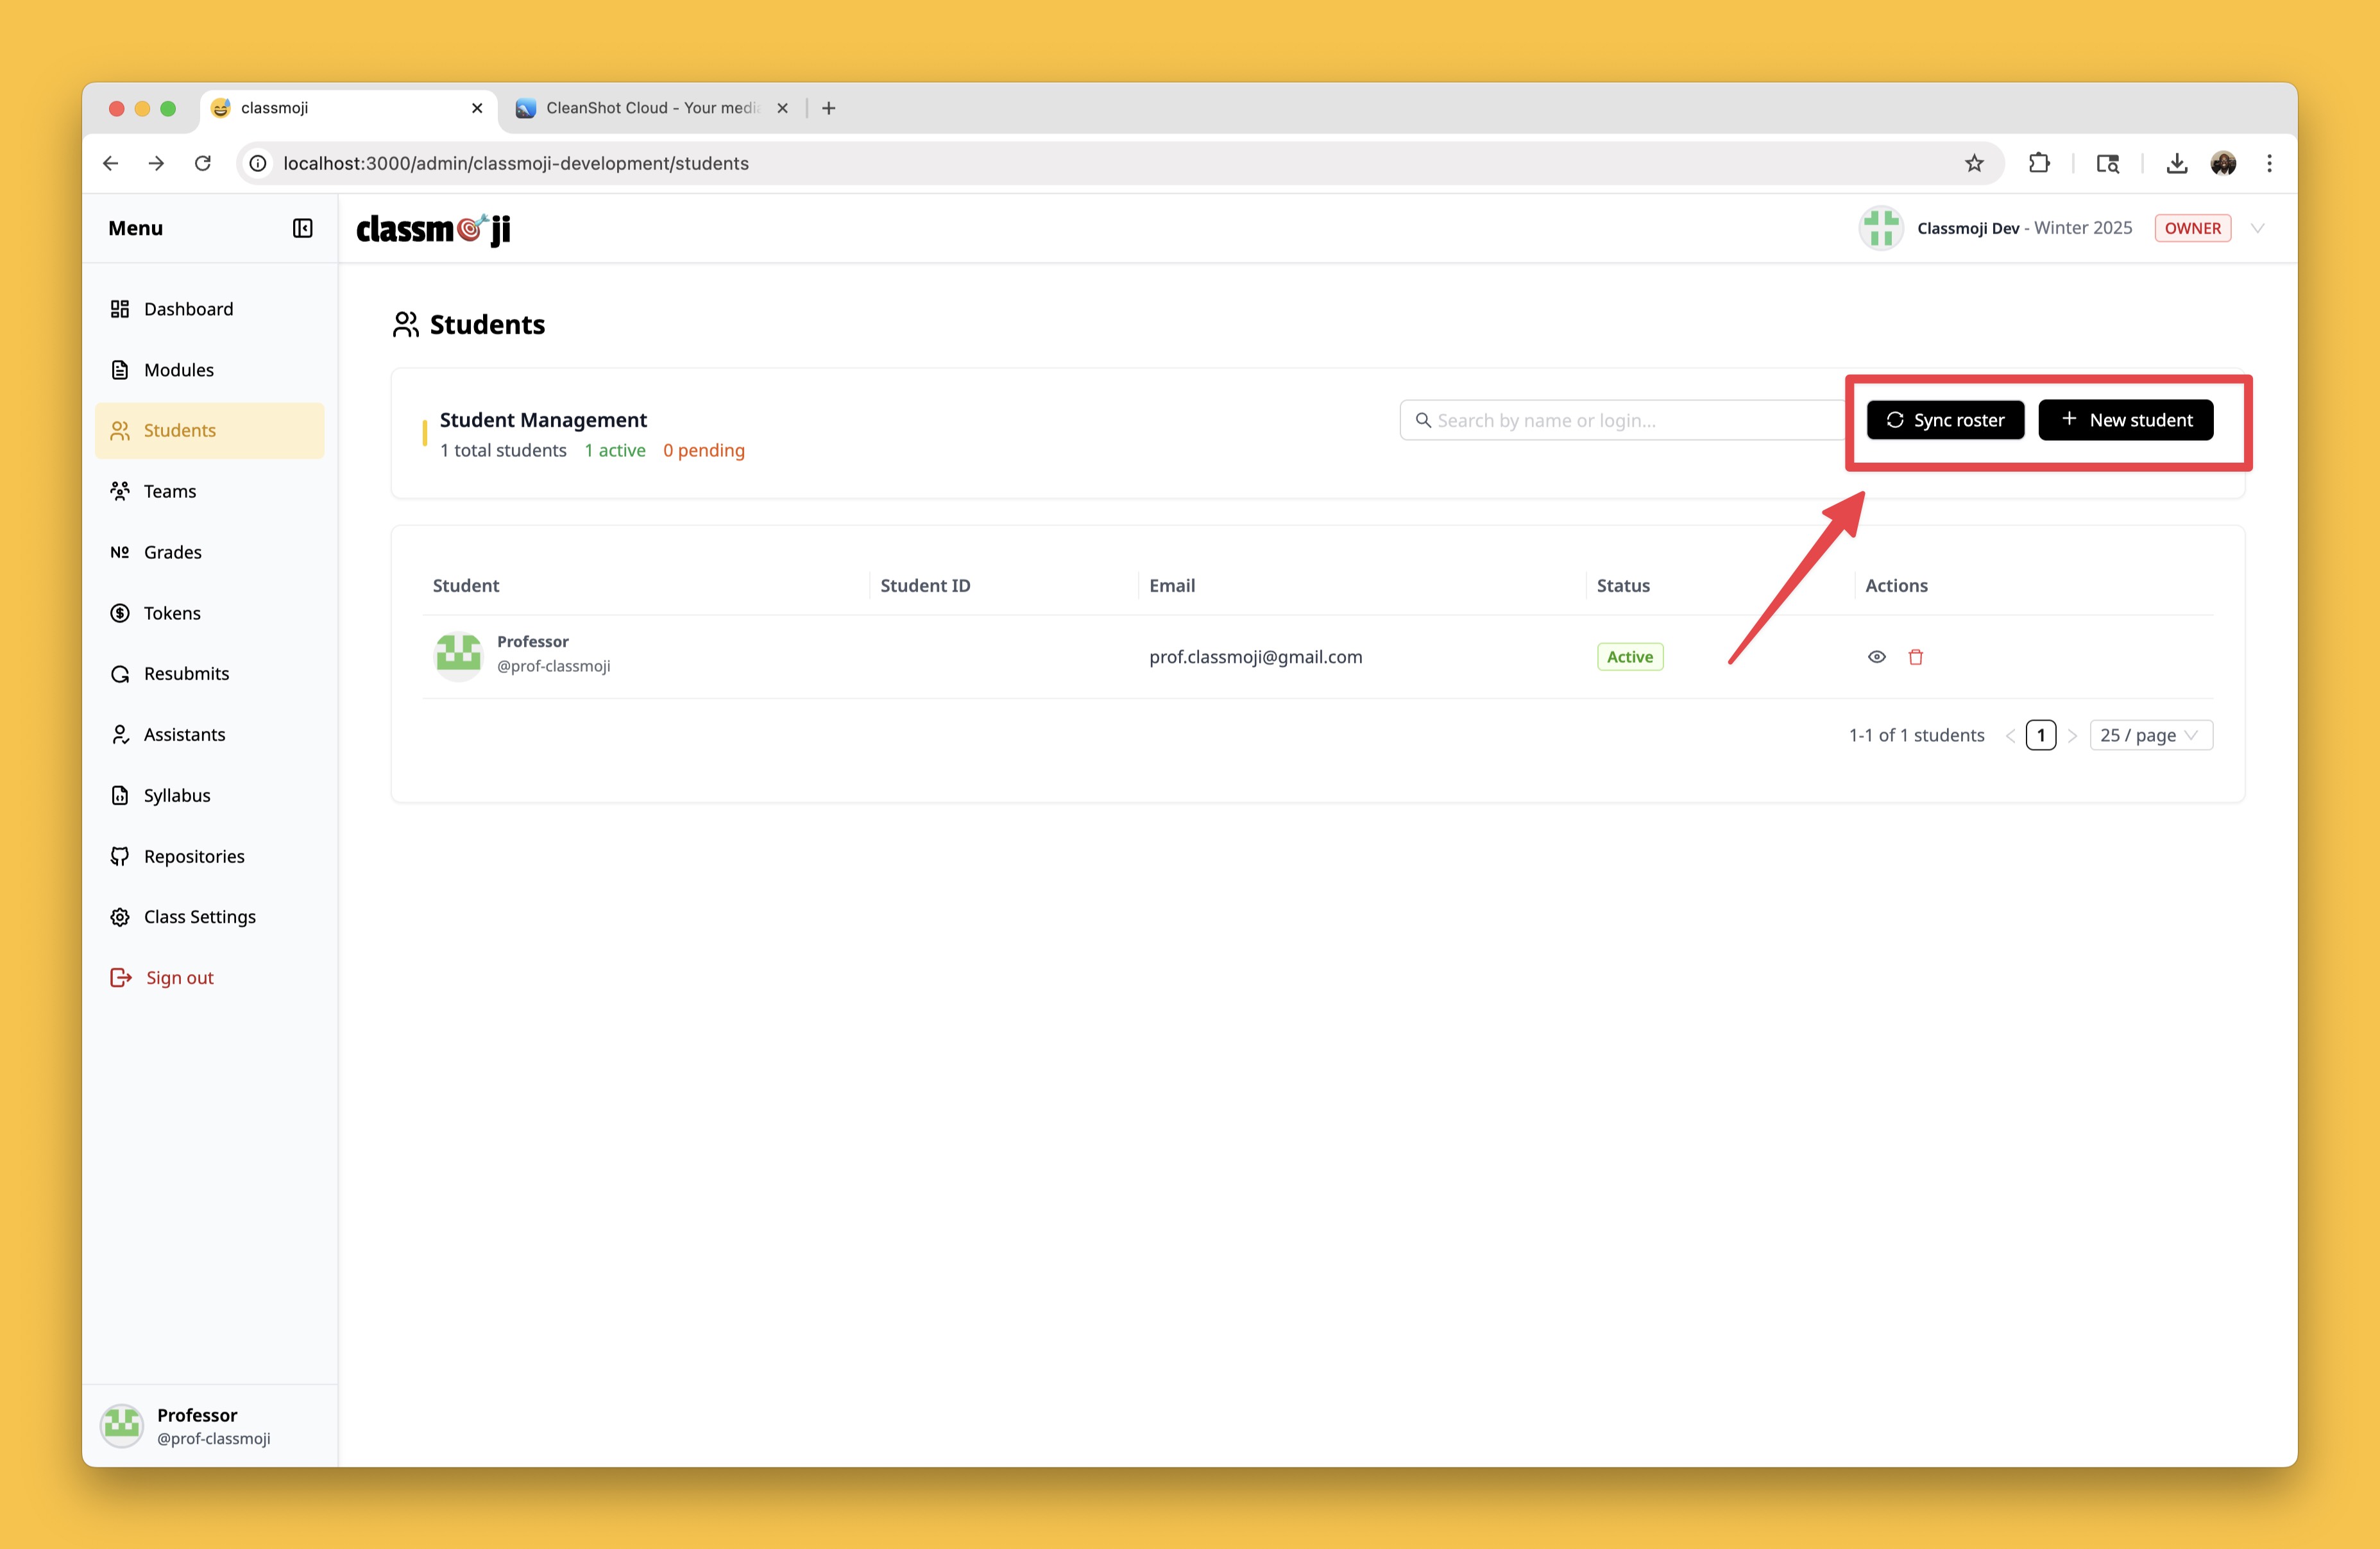 classmoji
CleanShot Cloud - Your medi
localhost:3000/admin/classmoji-development/students
Menu
classm ji
Classmoji Dev - Winter 2025
OWNER
Dashboard
Modules
Students
Teams
Grades
Tokens
Resubmits
Assistants
Syllabus
Repositories
Class Settings
Sign out
Professor
@prof-classmoji
Students
Student Management
1 total students 1 active 0 pending
Search by name or login...
Sync roster
New student
Student Student ID Email Status Actions
Professor
@prof-classmoji
prof.classmoji@gmail.com
Active
1-1 of 1 students
1
25 / page